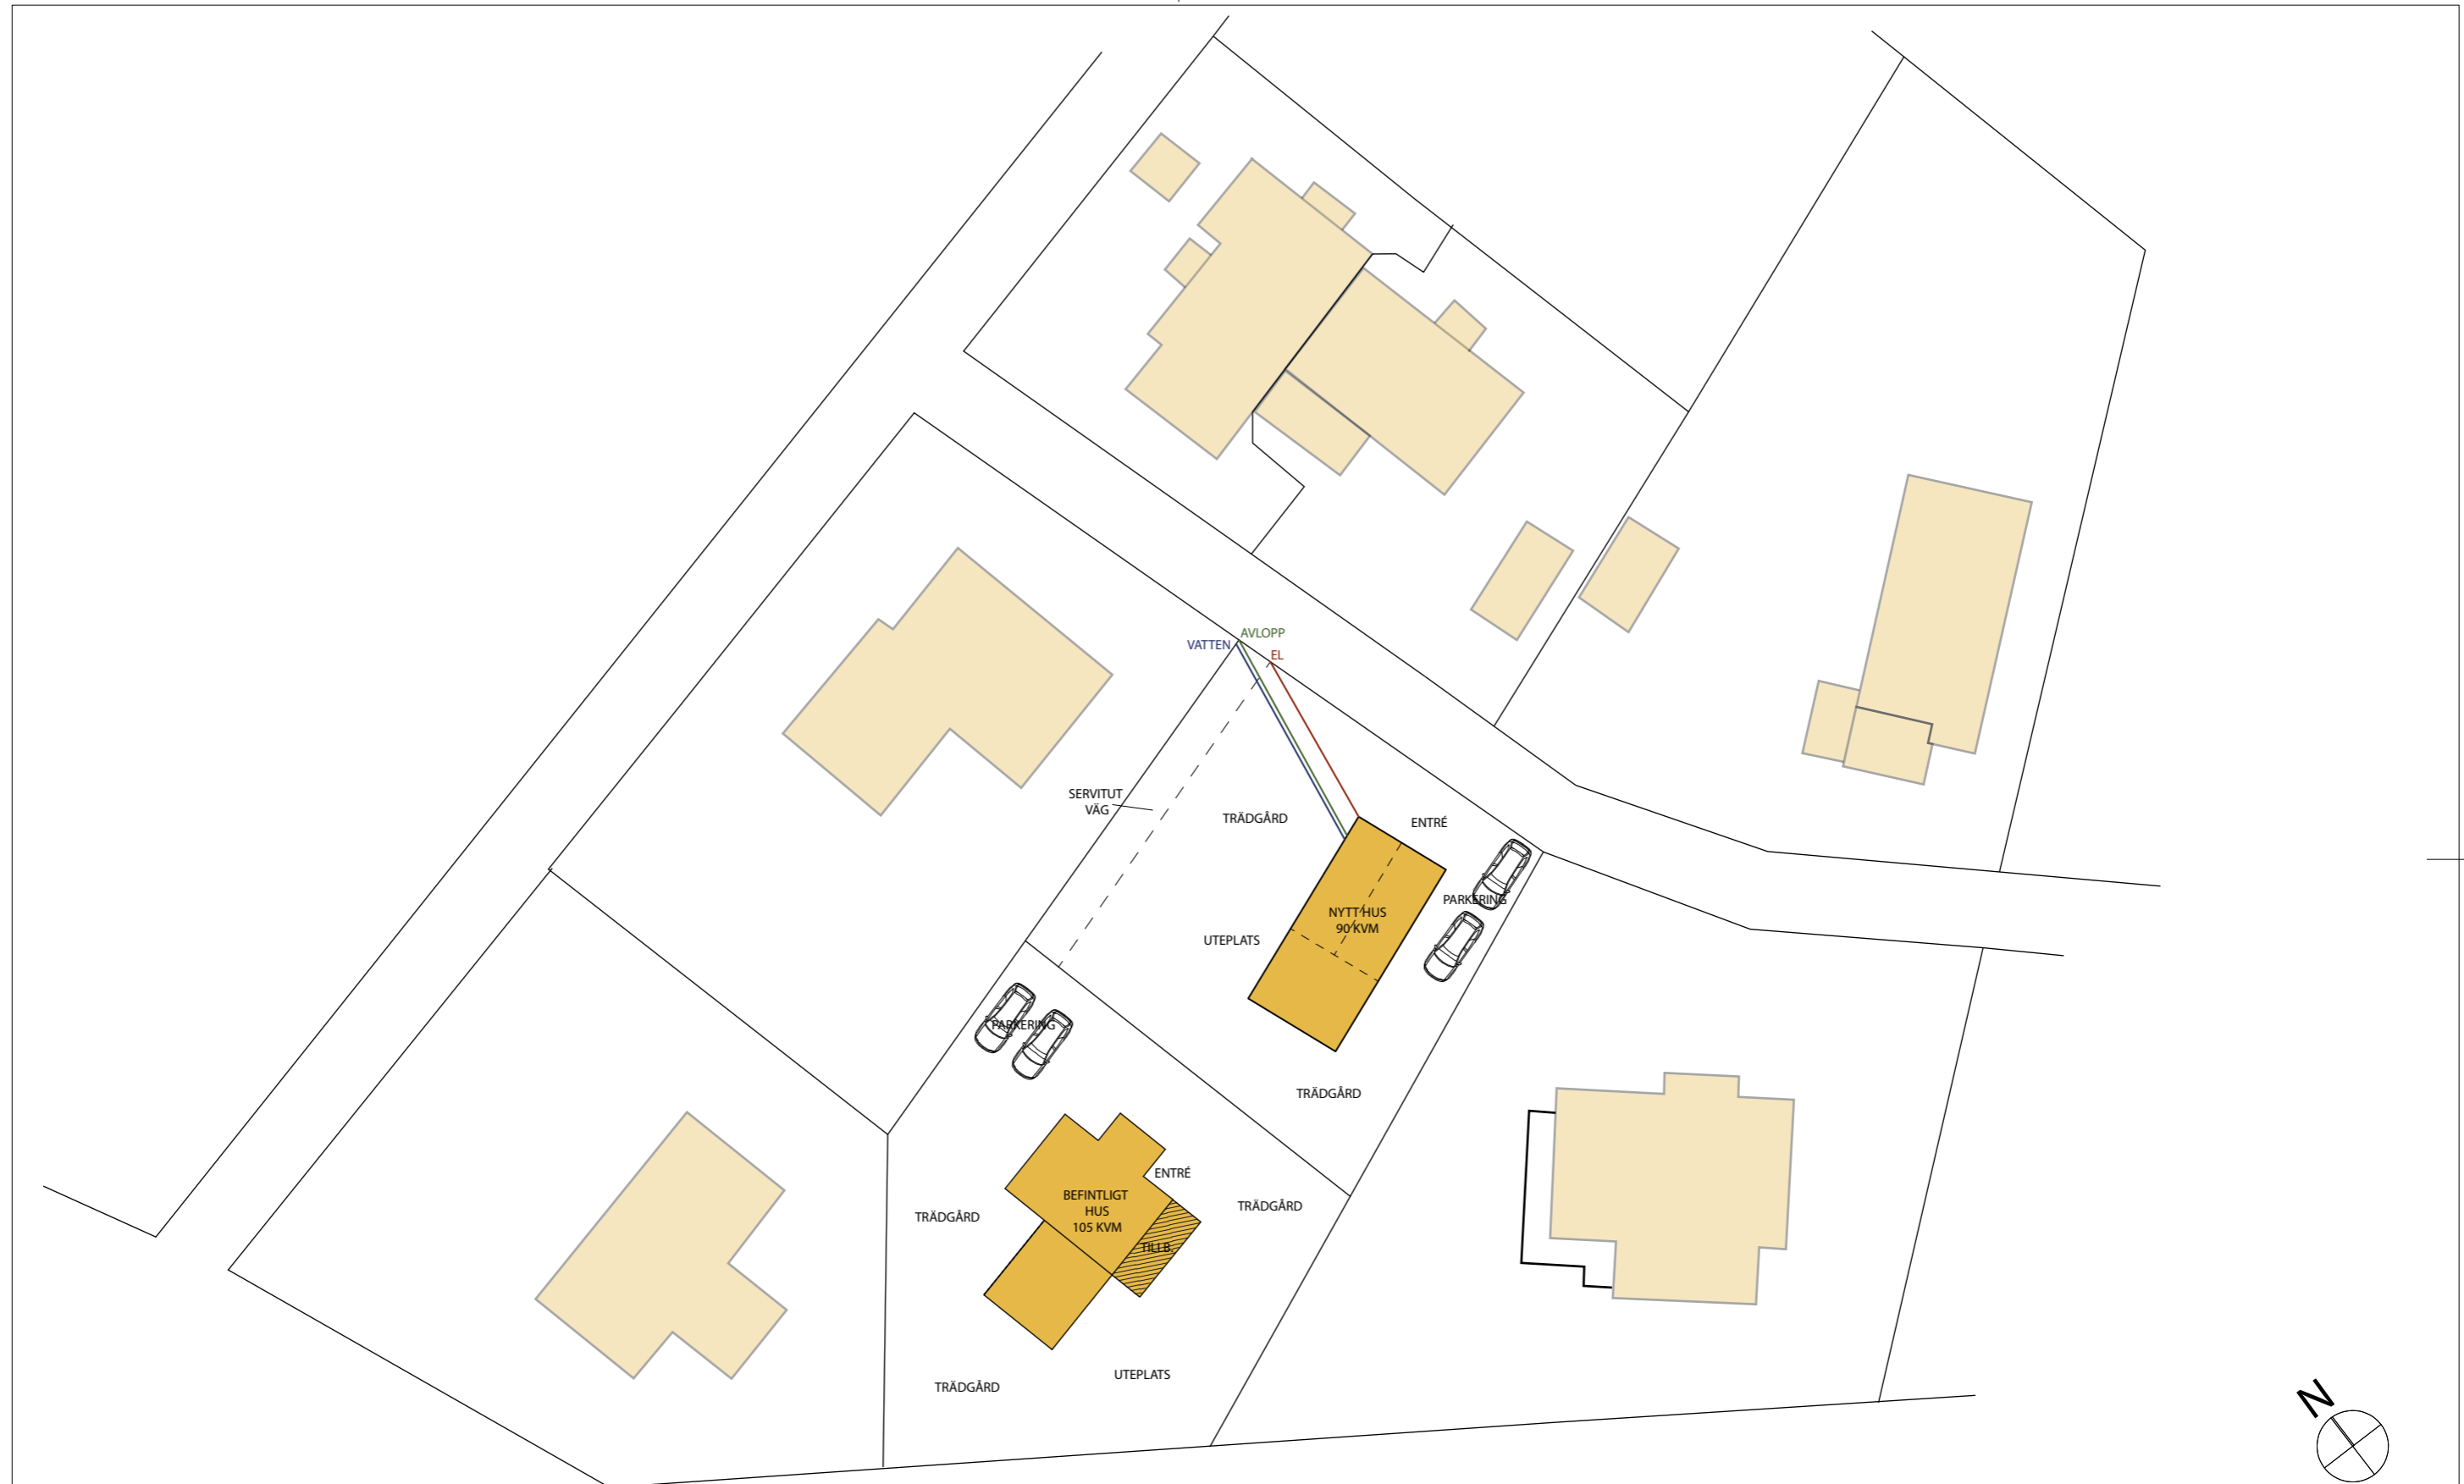 AVLOPP
VATTEN
EL
SERVITUT
VÄG
TRÄDGÅRD
ENTRÉ
PARKERING
NYTT HUS
90 KVM
UTEPLATS
PARKERING
TRÄDGÅRD
ENTRÉ
BEFINTLIGT
HUS
105 KVM
TRÄDGÅRD
TRÄDGÅRD
TILLB.
UTEPLATS
TRÄDGÅRD
N